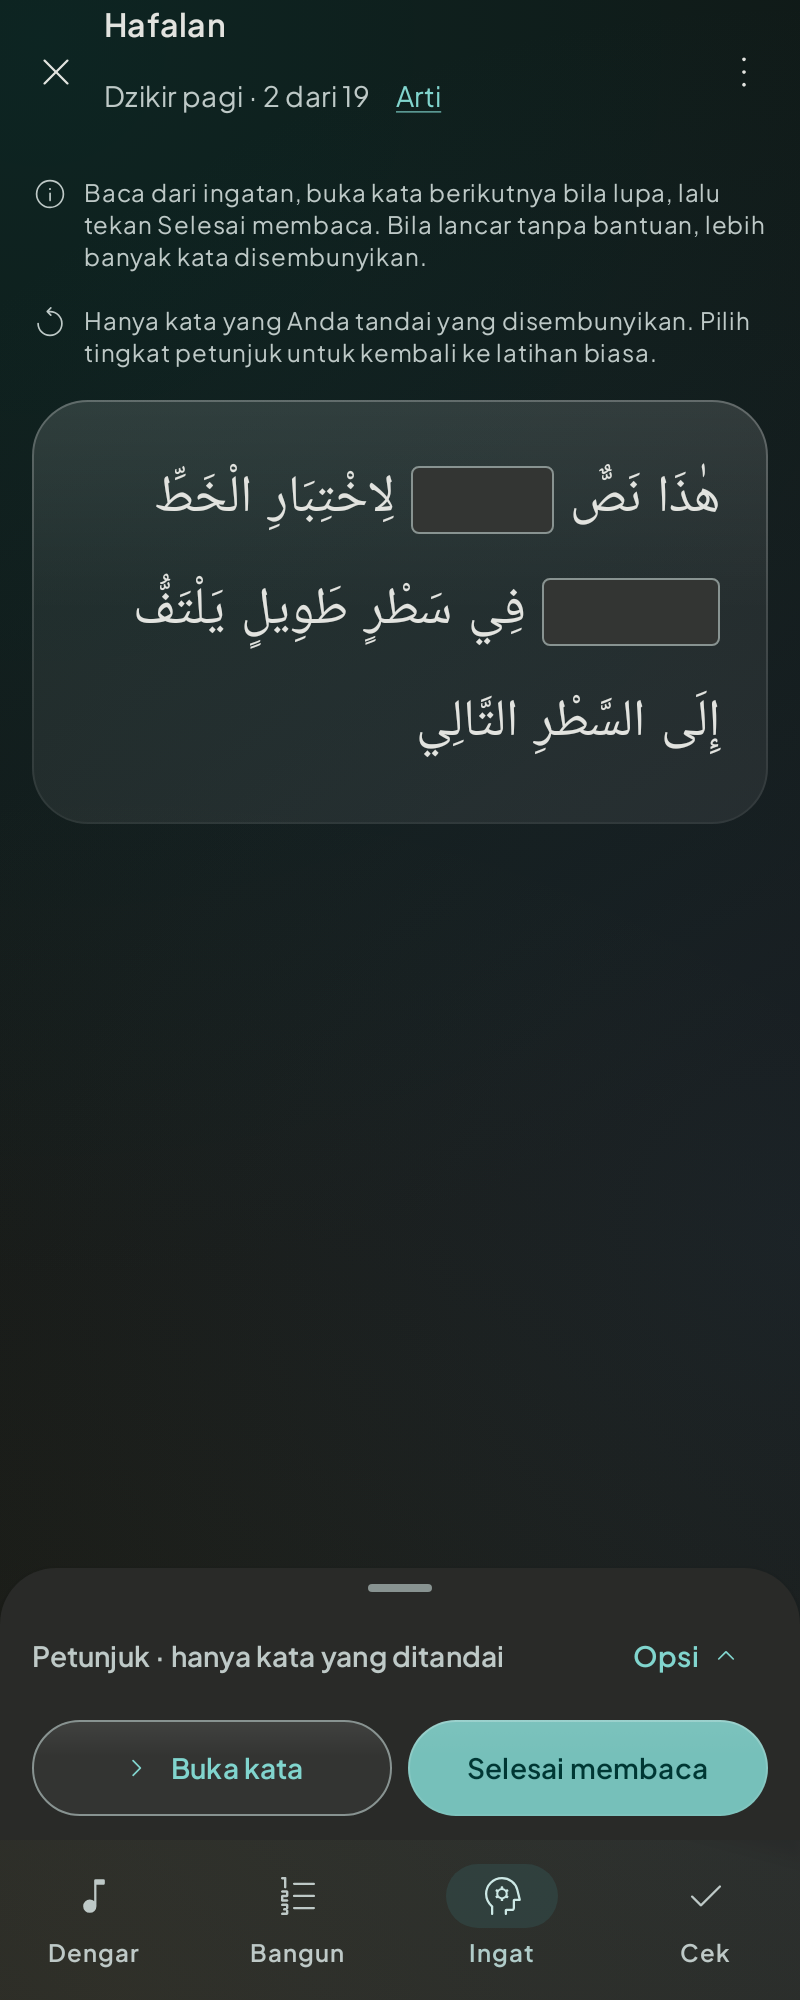 Hafalan
Dzikir pagi · 2 dari 19 Arti
Baca dari ingatan, buka kata berikutnya bila lupa, lalu
tekan Selesai membaca. Bila lancar tanpa bantuan, lebih
banyak kata disembunyikan.
Hanya kata yang Anda tandai yang disembunyikan. Pilih
tingkat petunjuk untuk kembali ke latihan biasa.
هٰذَا نَصٌّ لِاخْتِبَارِ الْخَطِّ
فِي سَطْرٍ طَوِيلٍ يَلْتَفُّ
إِلَى السَّطْرِ التَّالِي
Petunjuk · hanya kata yang ditandai Opsi
Buka kata Selesai membaca
Dengar Bangun Ingat Cek